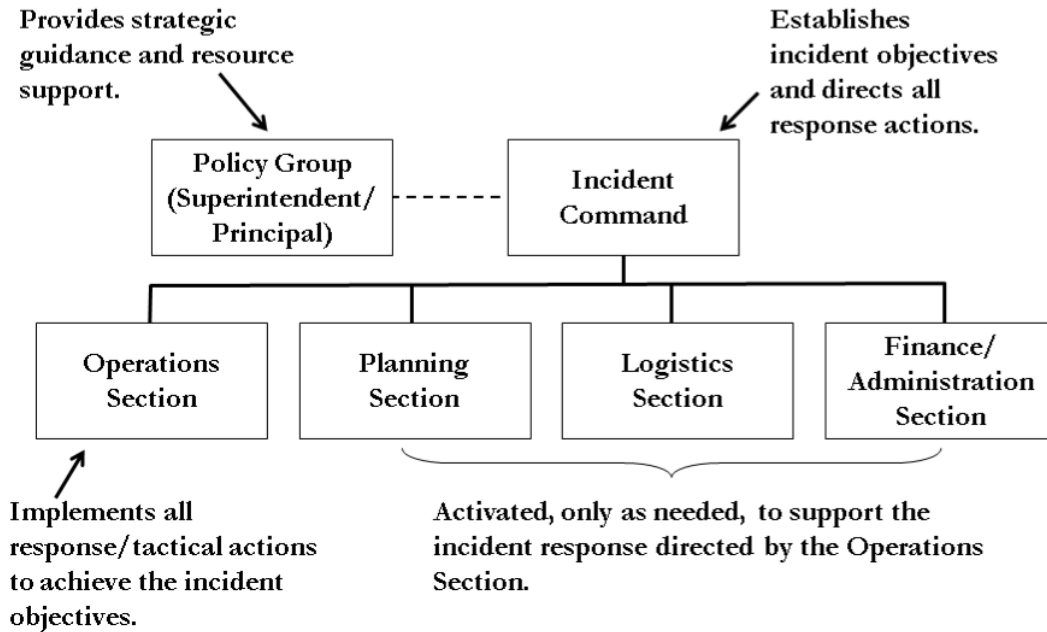 Provides strategic
guidance and resource
support.
Establishes
incident objectives
and directs all
response actions.
Policy Group
(Superintendent/
Principal)
Incident
Command
Operations
Section
Planning
Section
Logistics
Section
Finance/
Administration
Section
Implements all
response/tactical actions
to achieve the incident
objectives.
Activated, only as needed, to support the
incident response directed by the Operations
Section.